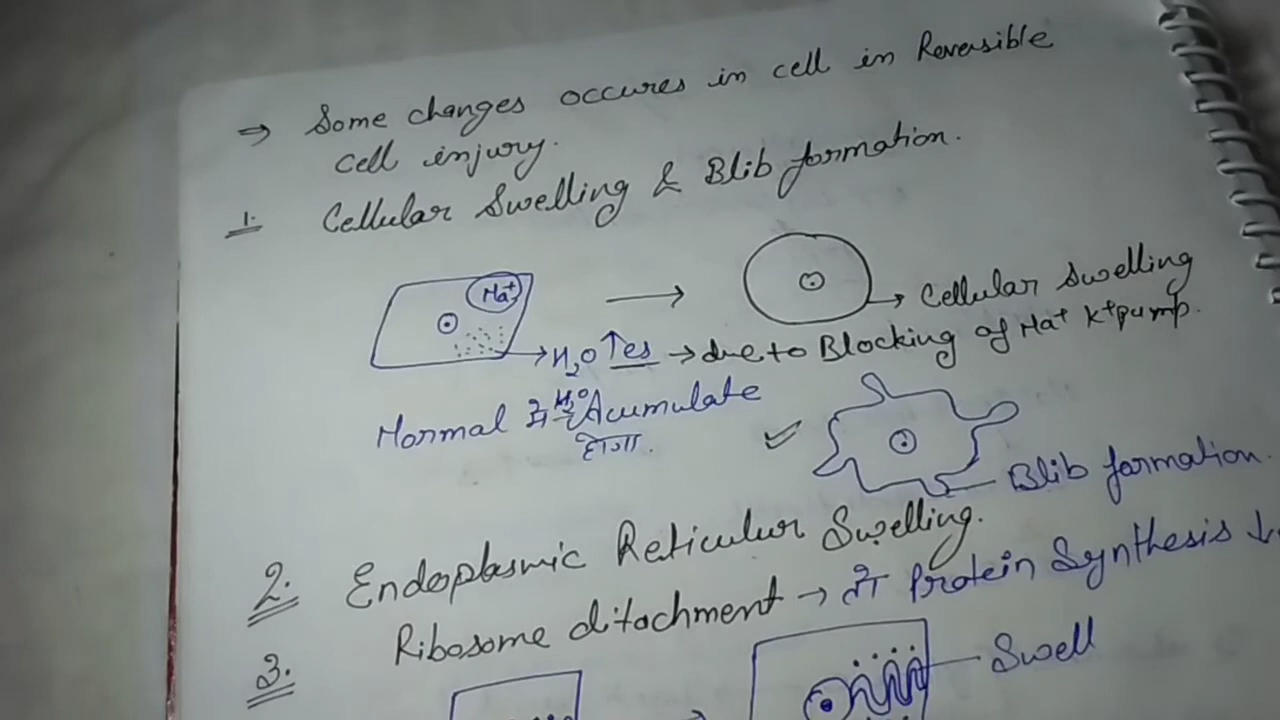 ⇒ Some changes occures in cell in Reversible
cell injury.
1. Cellular Swelling & Blib formation.
Na+
→ Cellular Swelling
→ H2O ↑es → due to Blocking of Na+ K+ pump.
Normal से H2O Acumulate
होगा.
Blib formation.
2. Endoplasmic Reticulur Swelling.
3. Ribosome ditachment → तो Protein Synthesis ↓
Swell